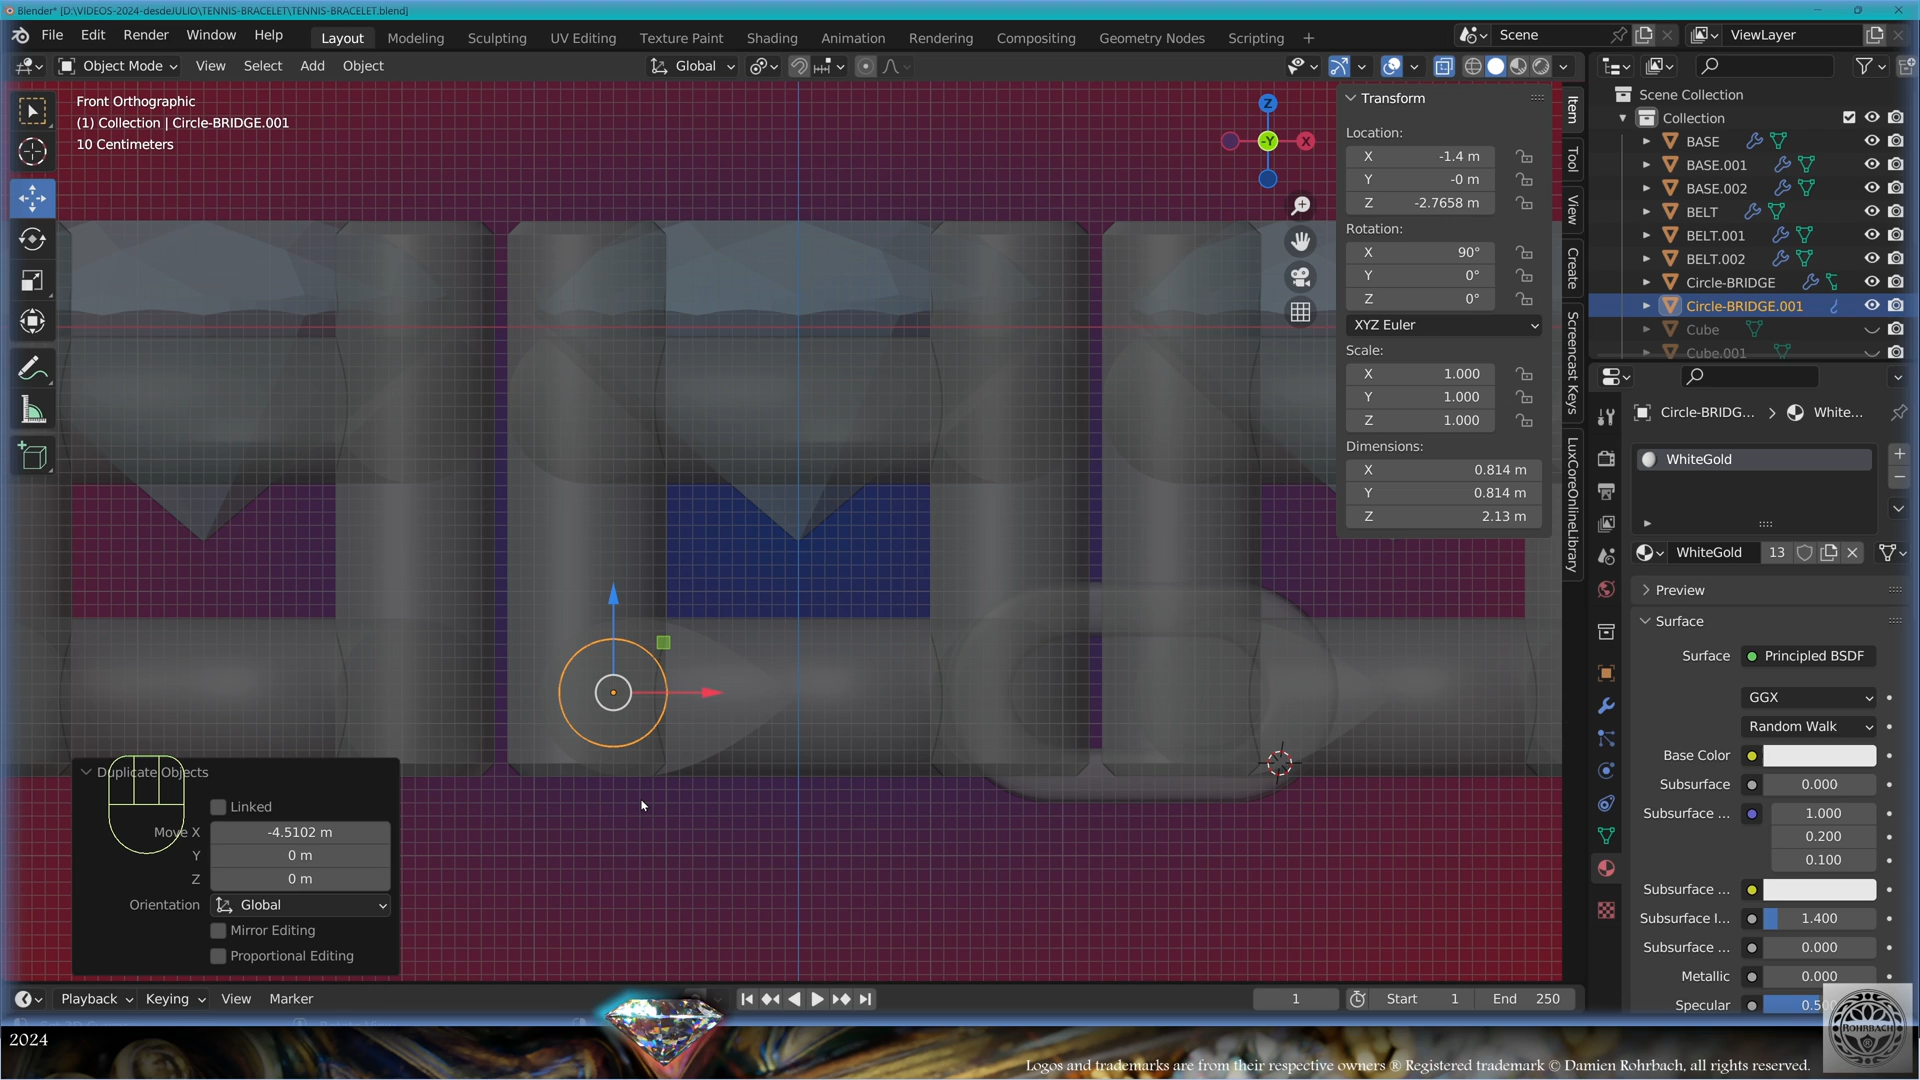 Blender* [D:\VIDEOS-2024-desdeJULIO\TENNIS-BRACELET\TENNIS-BRACELET.blend]
File Edit Render Window Help Layout Modeling Sculpting UV Editing Texture Paint Shading Animation Rendering Compositing Geometry Nodes Scripting + Scene ViewLayer
Object Mode View Select Add Object Global
Front Orthographic
(1) Collection | Circle-BRIDGE.001
10 Centimeters
Z
-Y
X
Transform
Location:
X -1.4 m
Y -0 m
Z -2.7658 m
Rotation:
X 90°
Y 0°
Z 0°
XYZ Euler
Scale:
X 1.000
Y 1.000
Z 1.000
Dimensions:
X 0.814 m
Y 0.814 m
Z 2.13 m
Item
Tool
View
Create
Screencast Keys
LuxCoreOnlineLibrary
Scene Collection
Collection
BASE
BASE.001
BASE.002
BELT
BELT.001
BELT.002
Circle-BRIDGE
Circle-BRIDGE.001
Cube
Cube.001
Circle-BRIDG... > White...
WhiteGold
WhiteGold 13
Preview
Surface
Surface Principled BSDF
GGX
Random Walk
Base Color
Subsurface 0.000
Subsurface ... 1.000
0.200
0.100
Subsurface ...
Subsurface I... 1.400
Subsurface ... 0.000
Metallic 0.000
Specular
Duplicate Objects
Linked
Move X -4.5102 m
Y 0 m
Z 0 m
Orientation Global
Mirror Editing
Proportional Editing
Playback Keying View Marker 1 Start 1 End 250
2024
ROHRBACH
®
Logos and trademarks are from their respective owners ® Registered trademark © Damien Rohrbach, all rights reserved.